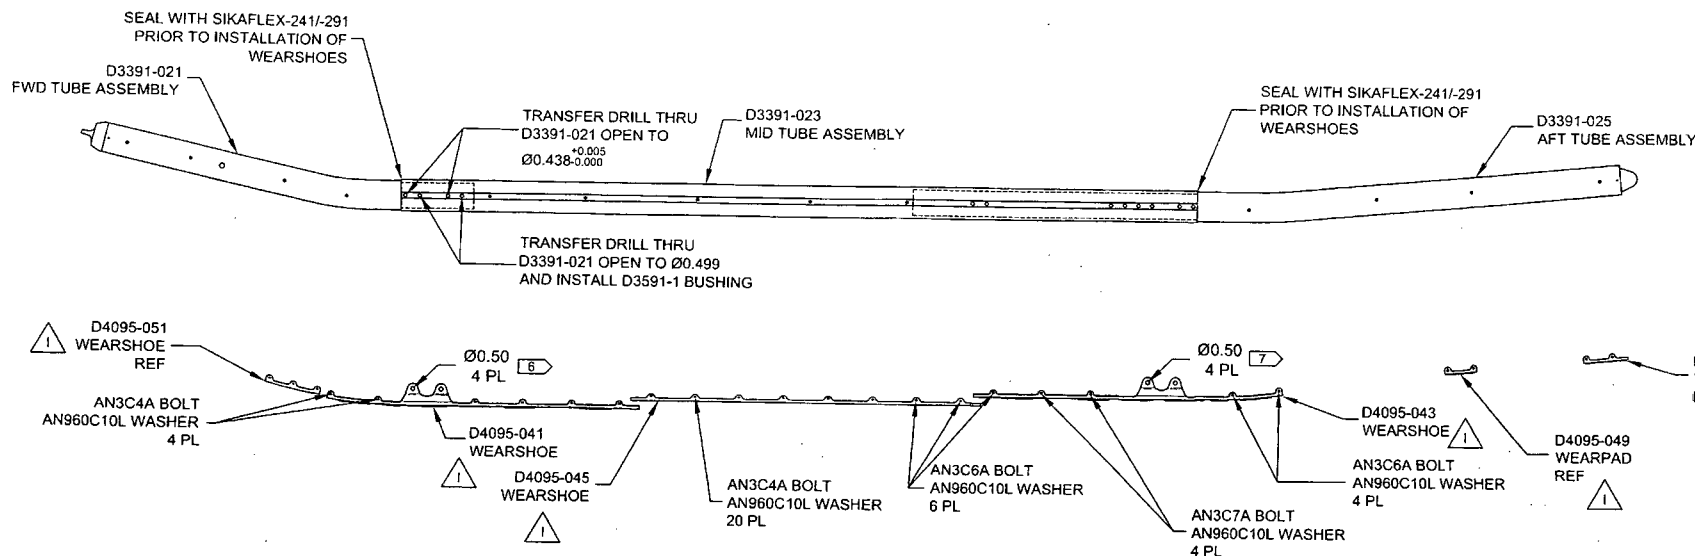 SEAL WITH SIKAFLEX-241/-291
PRIOR TO INSTALLATION OF
WEARSHOES
D3391-021
FWD TUBE ASSEMBLY
TRANSFER DRILL THRU
D3391-021 OPEN TO
Ø0.438 +0.005 -0.000
D3391-023
MID TUBE ASSEMBLY
SEAL WITH SIKAFLEX-241/-291
PRIOR TO INSTALLATION OF
WEARSHOES
D3391-025
AFT TUBE ASSEMBLY
TRANSFER DRILL THRU
D3391-021 OPEN TO Ø0.499
AND INSTALL D3591-1 BUSHING
D4095-051
WEARSHOE
REF
1
Ø0.50
4 PL
6
Ø0.50
4 PL
7
AN3C4A BOLT
AN960C10L WASHER
4 PL
D4095-041
WEARSHOE
1
D4095-045
WEARSHOE
1
AN3C4A BOLT
AN960C10L WASHER
20 PL
AN3C6A BOLT
AN960C10L WASHER
6 PL
AN3C7A BOLT
AN960C10L WASHER
4 PL
D4095-043
WEARSHOE
1
AN3C6A BOLT
AN960C10L WASHER
4 PL
D4095-049
WEARPAD
REF
1